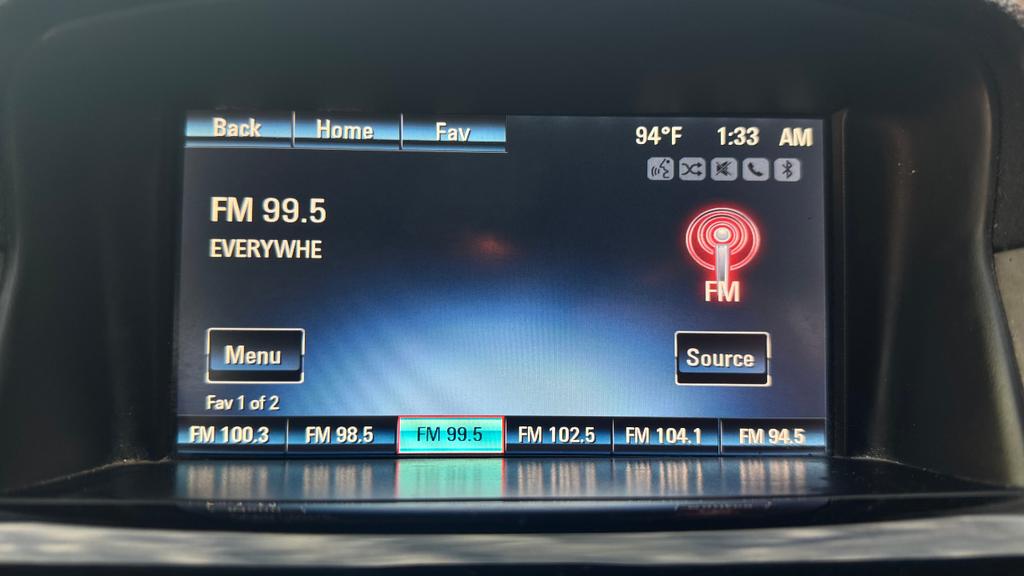 Back Home Fav 94°F 1:33 AM
FM 99.5
EVERYWHE
FM
Menu Source
Fav 1 of 2
FM 100.3 FM 98.5 FM 99.5 FM 102.5 FM 104.1 FM 94.5